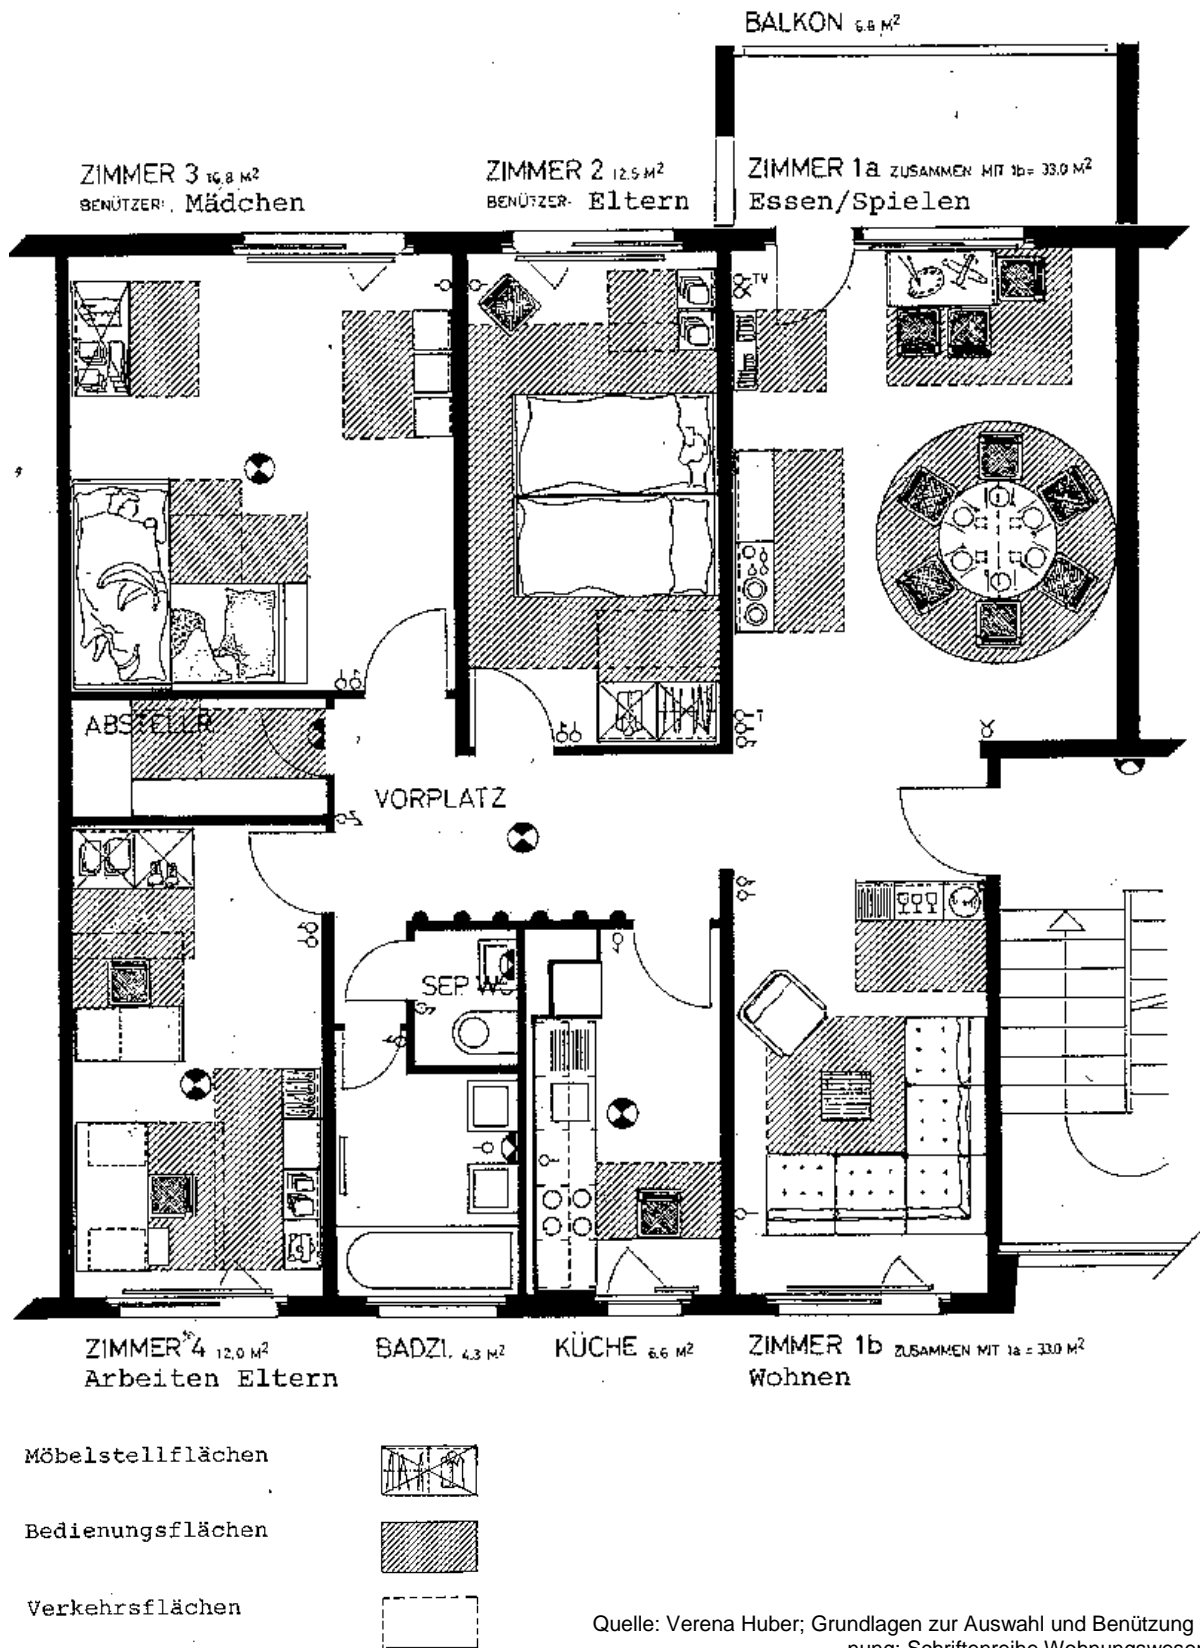 BALKON 6.8 M²
ZIMMER 3 16.8 M²
BENÜTZER: Mädchen
ZIMMER 2 12.5 M²
BENÜTZER- Eltern
ZIMMER 1a ZUSAMMEN MIT 1b= 33.0 M²
Essen/Spielen
TV
ABSTELLR
T
VORPLATZ
SEP. WC
ZIMMER 4 12,0 M²
Arbeiten Eltern
BADZI. 4.3 M²
KÜCHE 6.6 M²
ZIMMER 1b ZUSAMMEN MIT 1a = 33.0 M²
Wohnen
Möbelstellflächen
Bedienungsflächen
Verkehrsflächen
Quelle: Verena Huber; Grundlagen zur Auswahl und Benützung
nung; Schriftenreihe Wohnungswesen